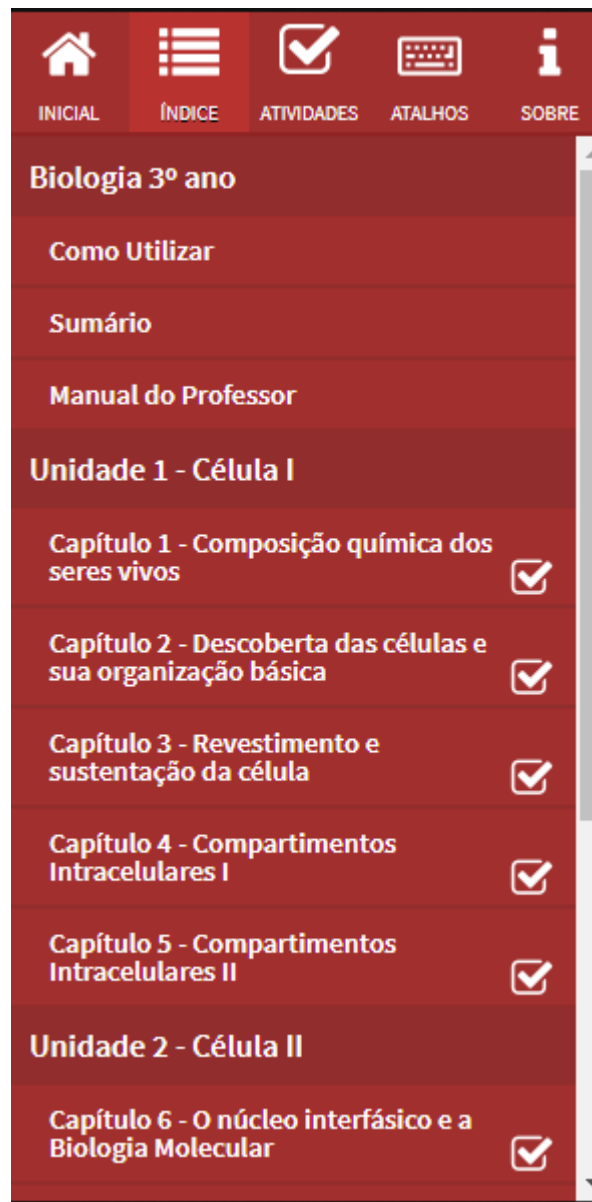 INICIAL ÍNDICE ATIVIDADES ATALHOS SOBRE
Biologia 3º ano
Como Utilizar
Sumário
Manual do Professor
Unidade 1 - Célula I
Capítulo 1 - Composição química dos
seres vivos
Capítulo 2 - Descoberta das células e
sua organização básica
Capítulo 3 - Revestimento e
sustentação da célula
Capítulo 4 - Compartimentos
Intracelulares I
Capítulo 5 - Compartimentos
Intracelulares II
Unidade 2 - Célula II
Capítulo 6 - O núcleo interfásico e a
Biologia Molecular